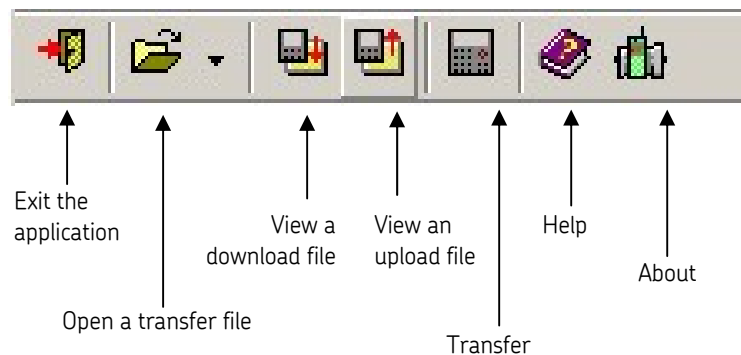 Exit the
application
View a
download file
View an
upload file
Help
About
Open a transfer file
Transfer